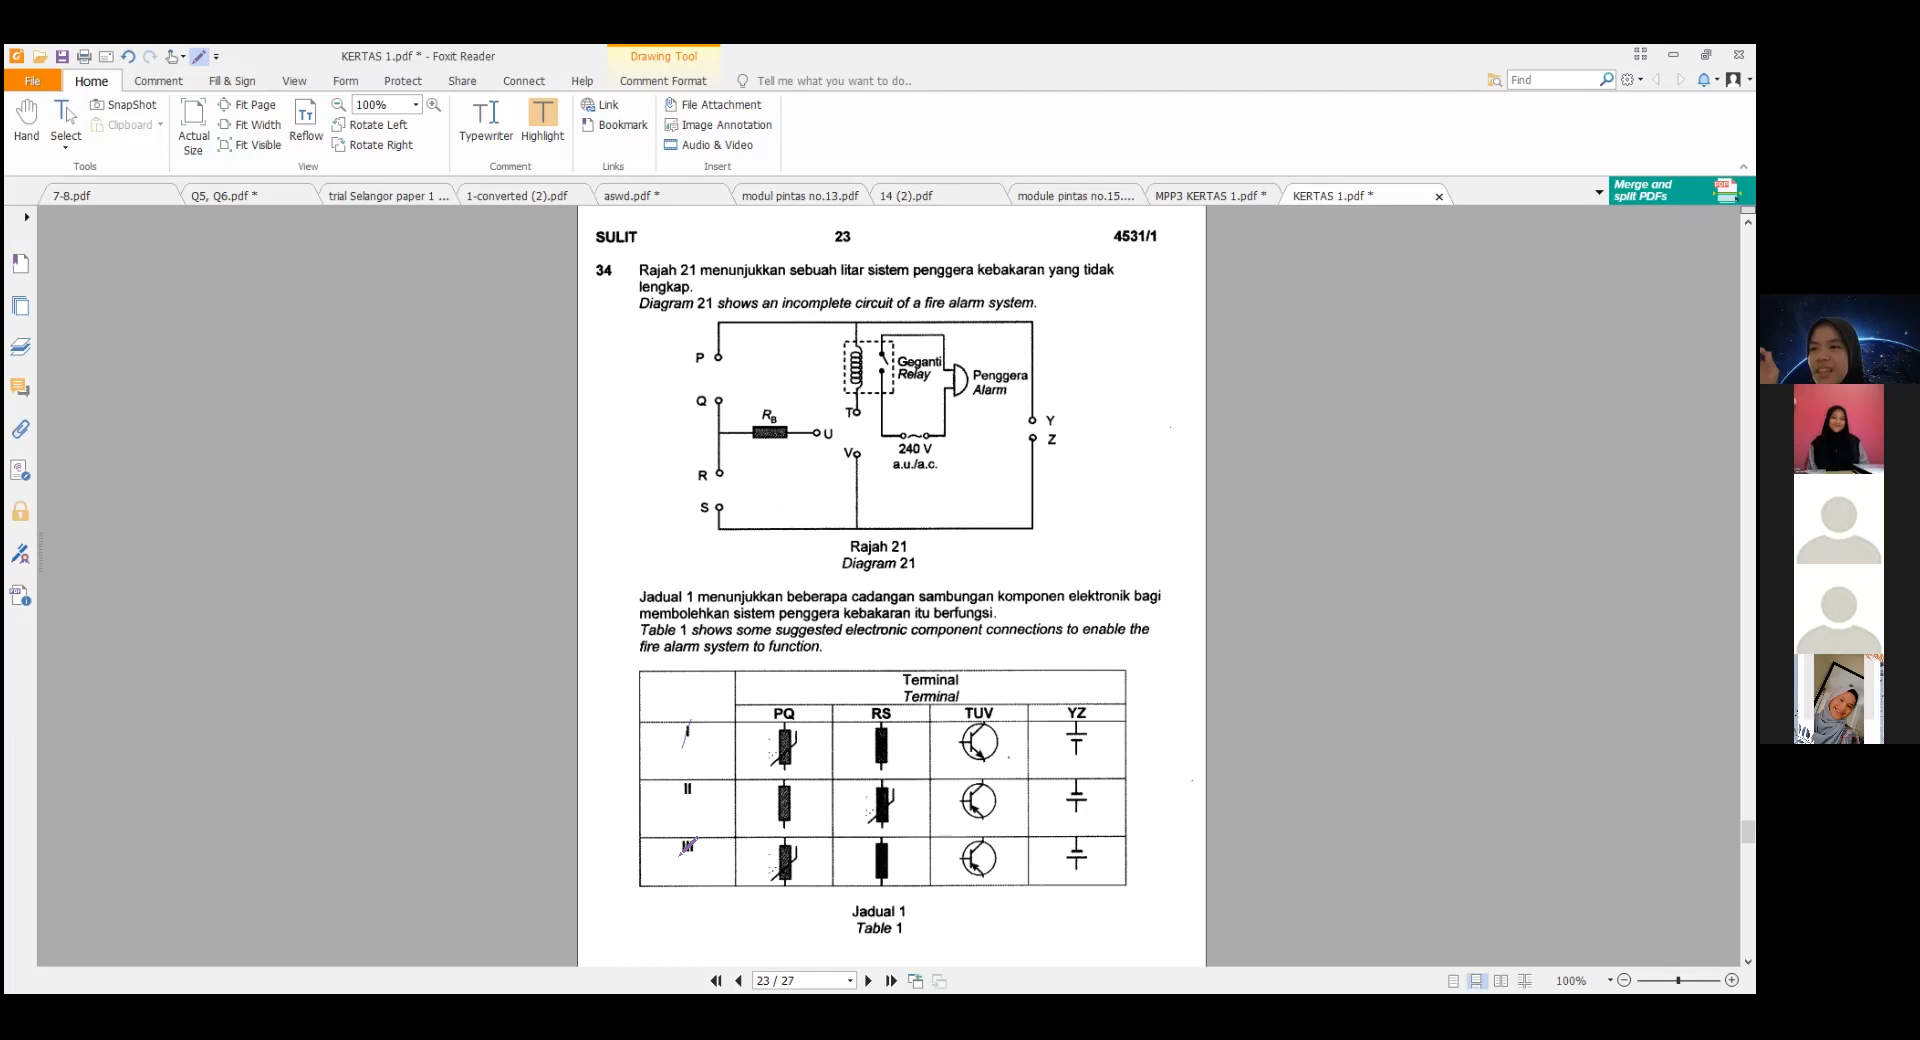 KERTAS 1.pdf * - Foxit Reader
Drawing Tool
File
Home
Comment
Fill & Sign
View
Form
Protect
Share
Connect
Help
Comment Format
Tell me what you want to do..
Find
Hand
Select
SnapShot
Clipboard
Tools
Actual
Size
Fit Page
Fit Width
Fit Visible
Reflow
100%
Rotate Left
Rotate Right
View
Typewriter
Highlight
Comment
Link
Bookmark
Links
File Attachment
Image Annotation
Audio & Video
Insert
7-8.pdf
Q5, Q6.pdf *
trial Selangor paper 1 ...
1-converted (2).pdf
aswd.pdf *
modul pintas no.13.pdf
14 (2).pdf
module pintas no.15....
MPP3 KERTAS 1.pdf *
KERTAS 1.pdf *
Merge and
split PDFs
SULIT 23 4531/1
34 Rajah 21 menunjukkan sebuah litar sistem penggera kebakaran yang tidak
lengkap.
Diagram 21 shows an incomplete circuit of a fire alarm system.
P
Geganti
Relay
Penggera
Alarm
Q
RB
T
U
Y
Z
V
240 V
a.u./a.c.
R
S
Rajah 21
Diagram 21
Jadual 1 menunjukkan beberapa cadangan sambungan komponen elektronik bagi
membolehkan sistem penggera kebakaran itu berfungsi.
Table 1 shows some suggested electronic component connections to enable the
fire alarm system to function.
Terminal
Terminal
PQ RS TUV YZ
I
II
III
Jadual 1
Table 1
23 / 27
100%